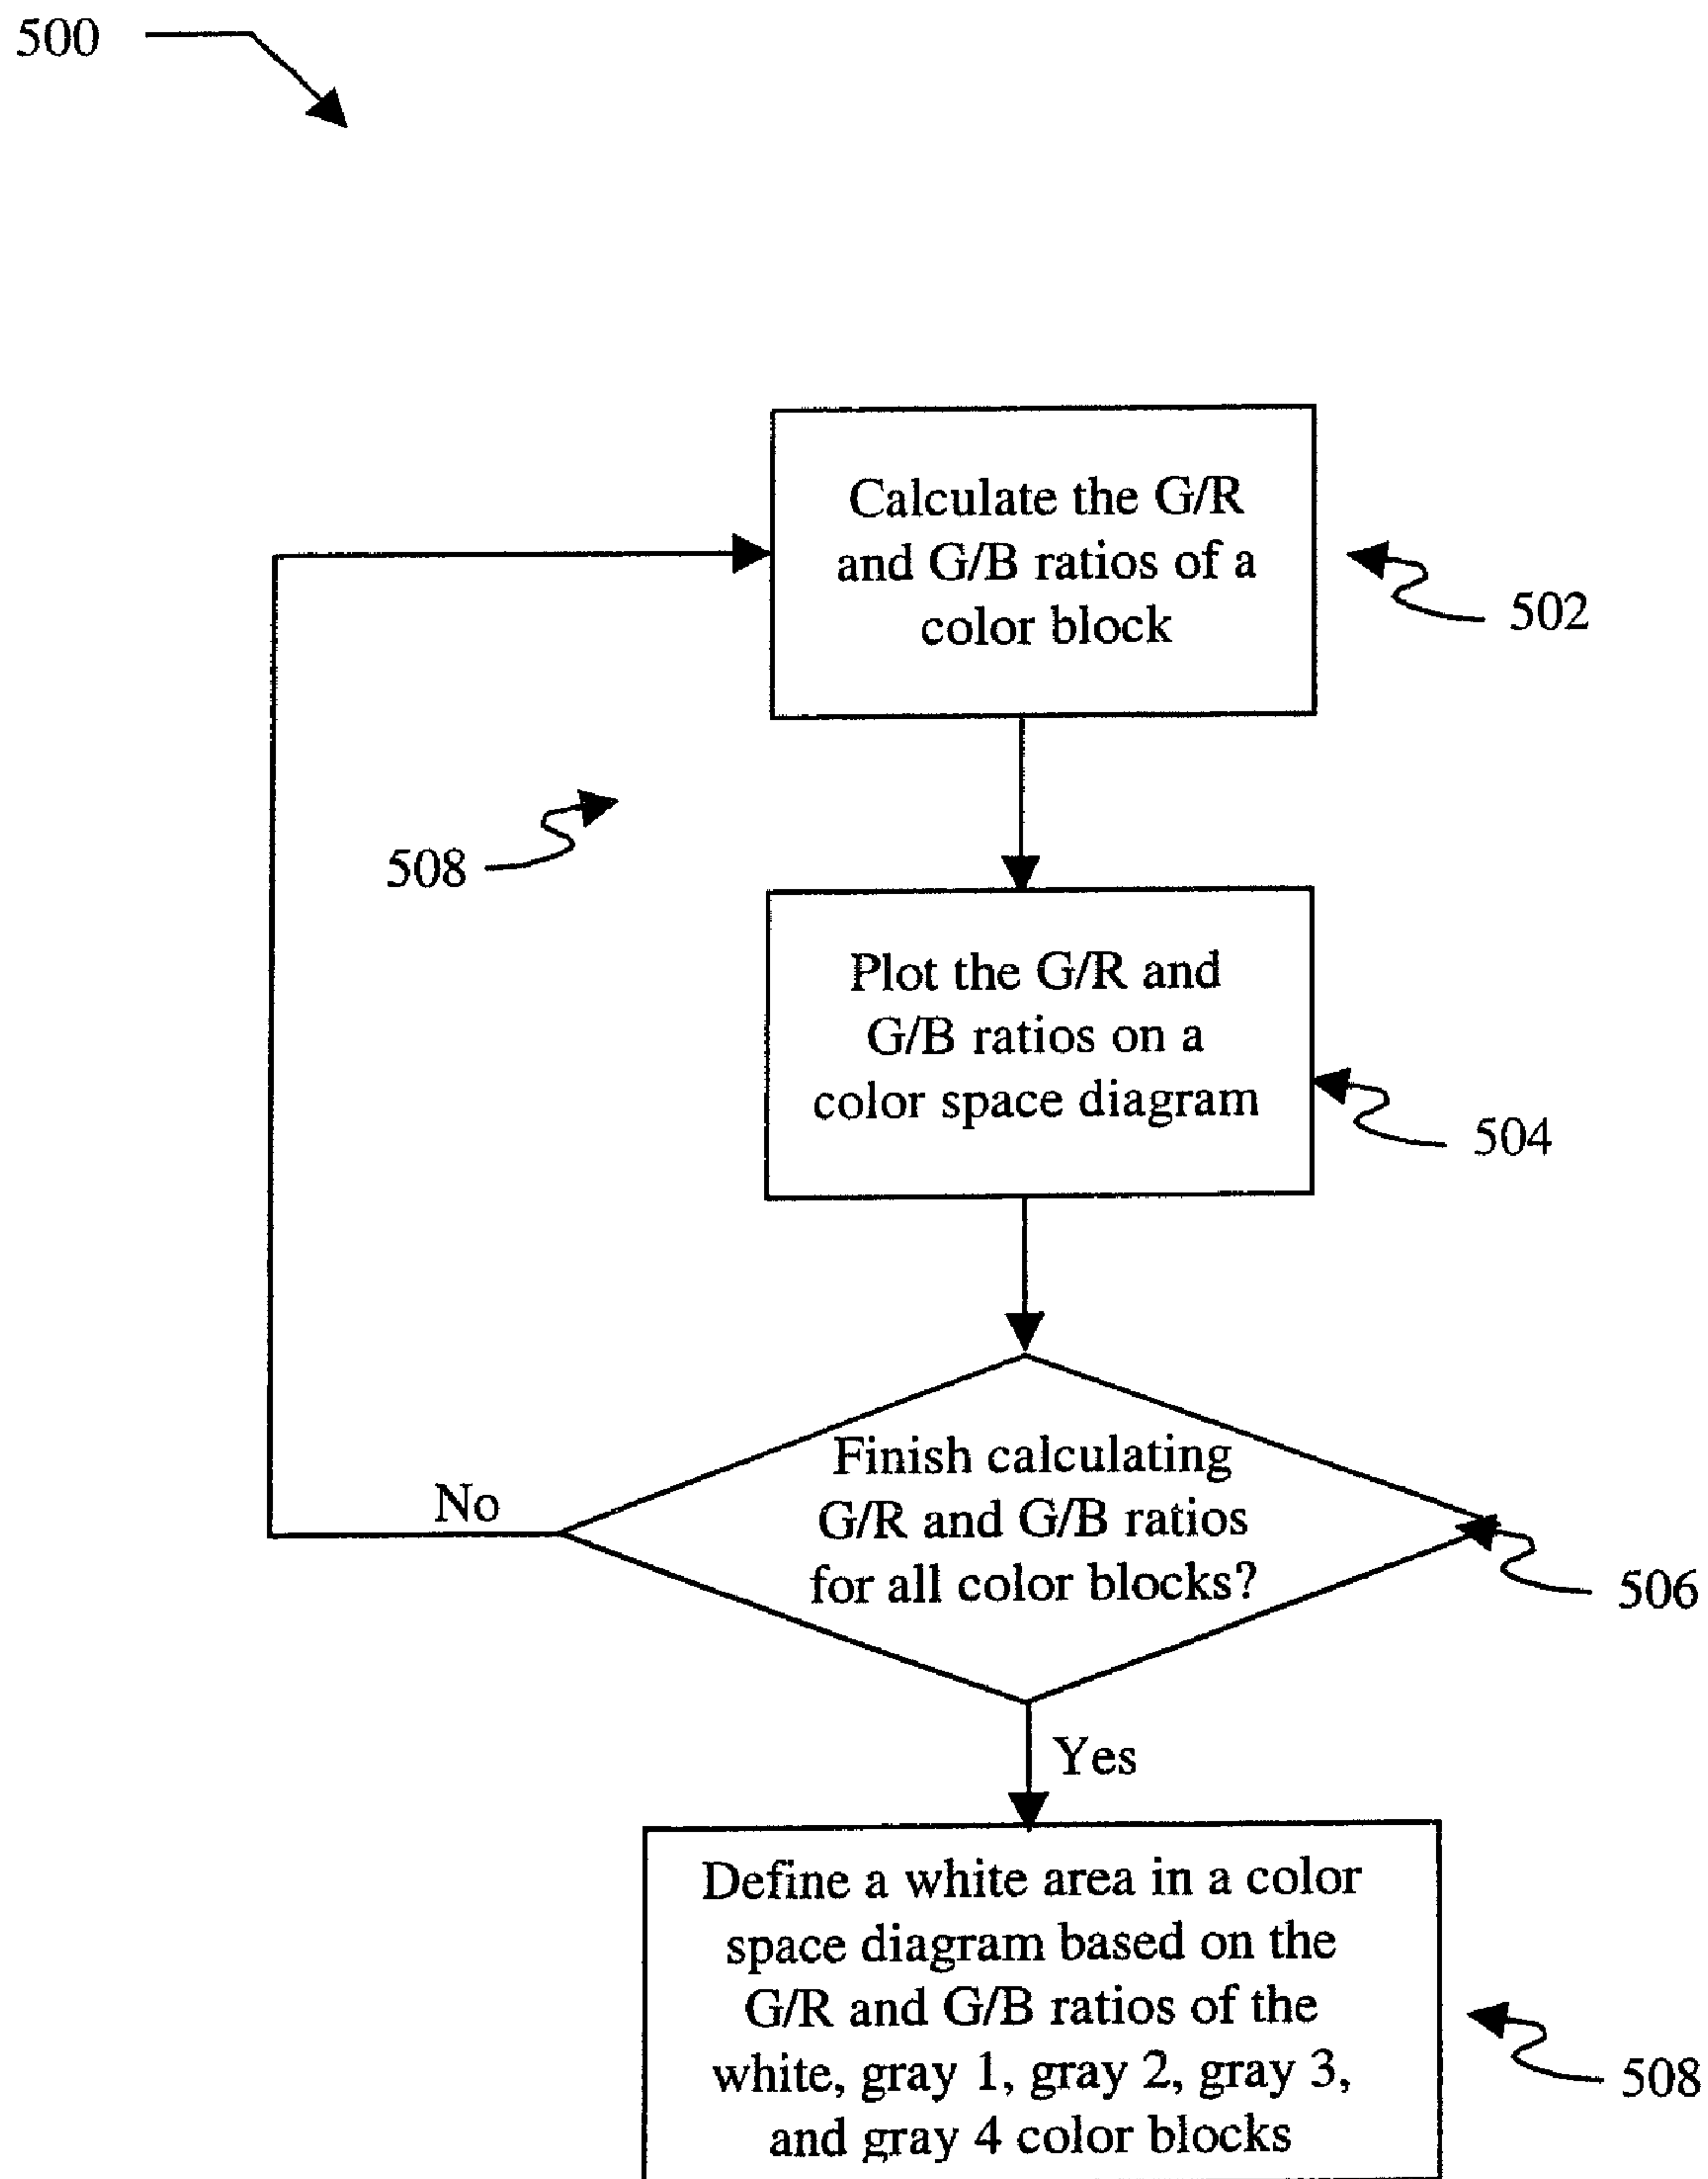 500
Calculate the G/R
and G/B ratios of a
color block
502
508
Plot the G/R and
G/B ratios on a
color space diagram
504
Finish calculating
G/R and G/B ratios
for all color blocks?
No
506
Yes
Define a white area in a color
space diagram based on the
G/R and G/B ratios of the
white, gray 1, gray 2, gray 3,
and gray 4 color blocks
508